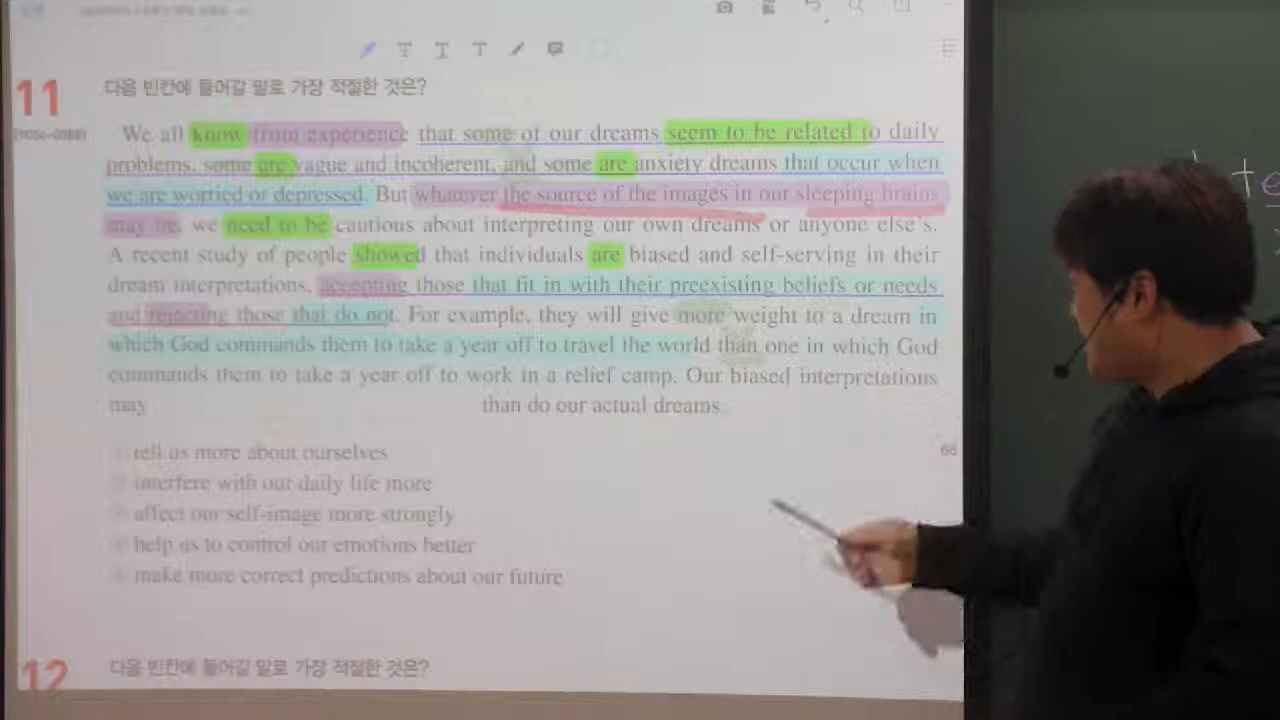 11
다음 빈칸에 들어갈 말로 가장 적절한 것은?
We all know from experience that some of our dreams seem to be related to daily
problems, some are vague and incoherent, and some are anxiety dreams that occur when
we are worried or depressed. But whatever the source of the images in our sleeping brains
may be, we need to be cautious about interpreting our own dreams or anyone else's.
A recent study of people showed that individuals are biased and self-serving in their
dream interpretations, accepting those that fit in with their preexisting beliefs or needs
and rejecting those that do not. For example, they will give more weight to a dream in
which God commands them to take a year off to travel the world than one in which God
commands them to take a year off to work in a relief camp. Our biased interpretations
may than do our actual dreams.
tell us more about ourselves
interfere with our daily life more
affect our self-image more strongly
help us to control our emotions better
make more correct predictions about our future
66
12
다음 빈칸에 들어갈 말로 가장 적절한 것은?
te